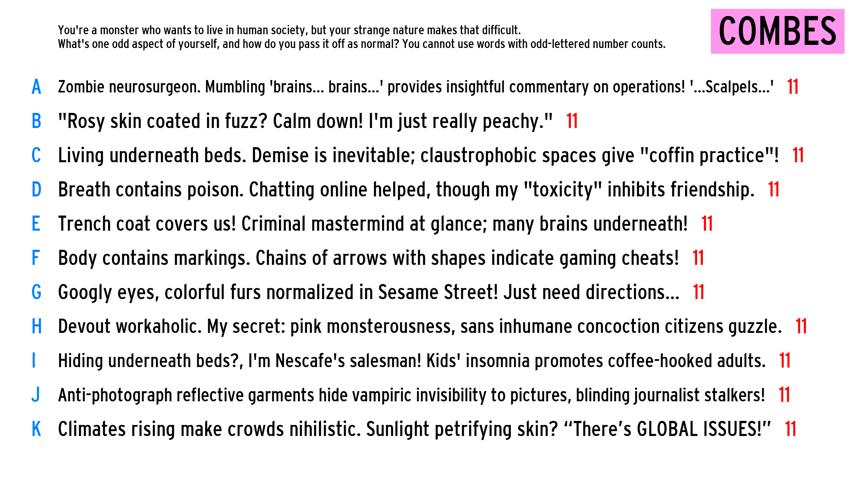 You're a monster who wants to live in human society, but your strange nature makes that difficult.
What's one odd aspect of yourself, and how do you pass it off as normal? You cannot use words with odd-lettered number counts.
COMBES
A Zombie neurosurgeon. Mumbling 'brains... brains...' provides insightful commentary on operations! '...Scalpels...' 11
B "Rosy skin coated in fuzz? Calm down! I'm just really peachy." 11
C Living underneath beds. Demise is inevitable; claustrophobic spaces give "coffin practice"! 11
D Breath contains poison. Chatting online helped, though my "toxicity" inhibits friendship. 11
E Trench coat covers us! Criminal mastermind at glance; many brains underneath! 11
F Body contains markings. Chains of arrows with shapes indicate gaming cheats! 11
G Googly eyes, colorful furs normalized in Sesame Street! Just need directions... 11
H Devout workaholic. My secret: pink monsterousness, sans inhumane concoction citizens guzzle. 11
I Hiding underneath beds?, I'm Nescafe's salesman! Kids' insomnia promotes coffee-hooked adults. 11
J Anti-photograph reflective garments hide vampiric invisibility to pictures, blinding journalist stalkers! 11
K Climates rising make crowds nihilistic. Sunlight petrifying skin? “There’s GLOBAL ISSUES!” 11